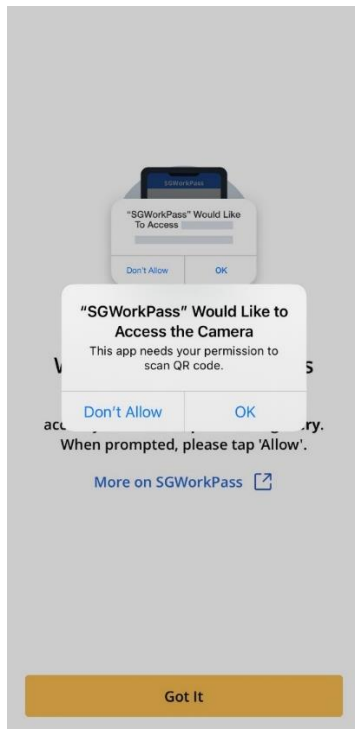 SGWorkPass
"SGWorkPass" Would Like
To Access
Don't Allow
OK
"SGWorkPass" Would Like to
Access the Camera
This app needs your permission to
scan QR code.
Don't Allow
OK
When prompted, please tap 'Allow'.
More on SGWorkPass
Got It